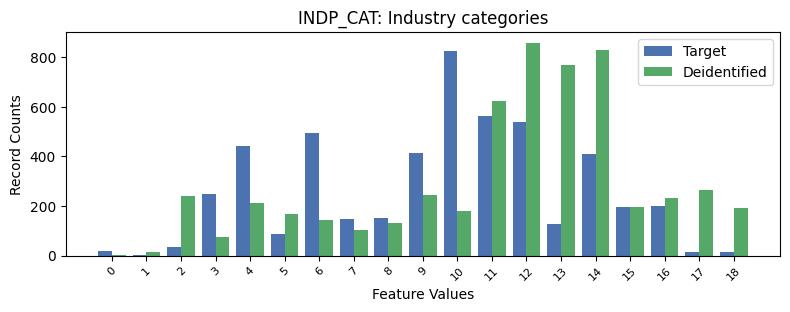 INDP_CAT: Industry categories
Target
Deidentified
Record Counts
800
600
400
200
0
0 1 2 3 4 5 6 7 8 9 10 11 12 13 14 15 16 17 18
Feature Values